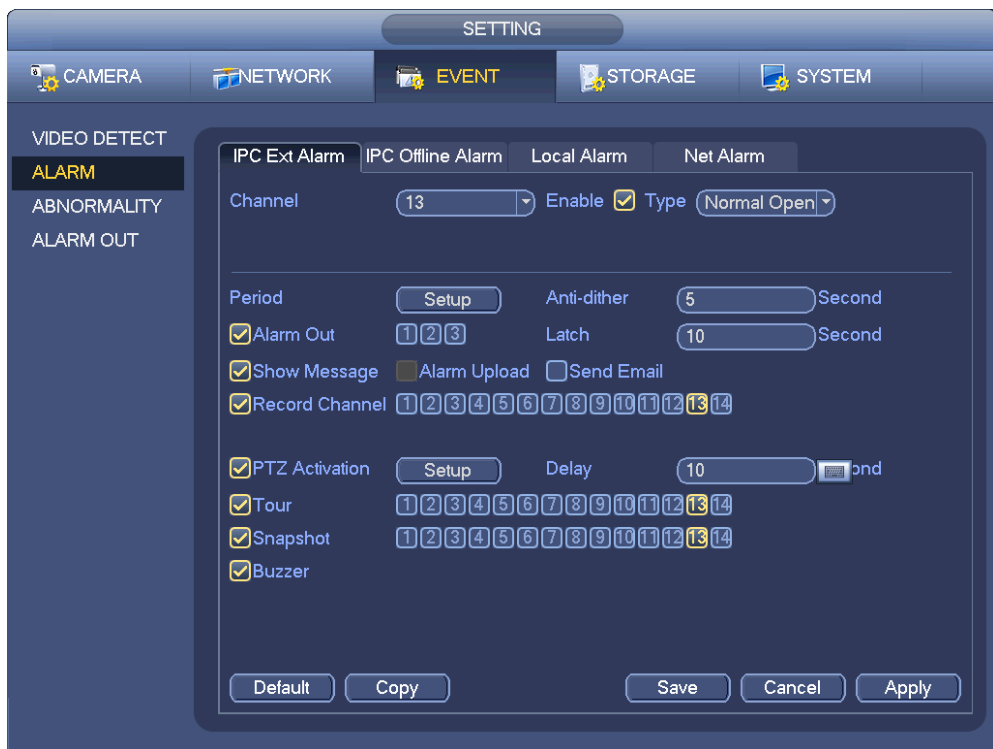 SETTING
CAMERA NETWORK EVENT STORAGE SYSTEM
VIDEO DETECT
ALARM
ABNORMALITY
ALARM OUT
IPC Ext Alarm IPC Offline Alarm Local Alarm Net Alarm
Channel 13 Enable Type Normal Open
Period Setup Anti-dither 5 Second
Alarm Out 1 2 3 Latch 10 Second
Show Message Alarm Upload Send Email
Record Channel 1 2 3 4 5 6 7 8 9 10 11 12 13 14
PTZ Activation Setup Delay 10 ond
Tour 1 2 3 4 5 6 7 8 9 10 11 12 13 14
Snapshot 1 2 3 4 5 6 7 8 9 10 11 12 13 14
Buzzer
Default Copy Save Cancel Apply